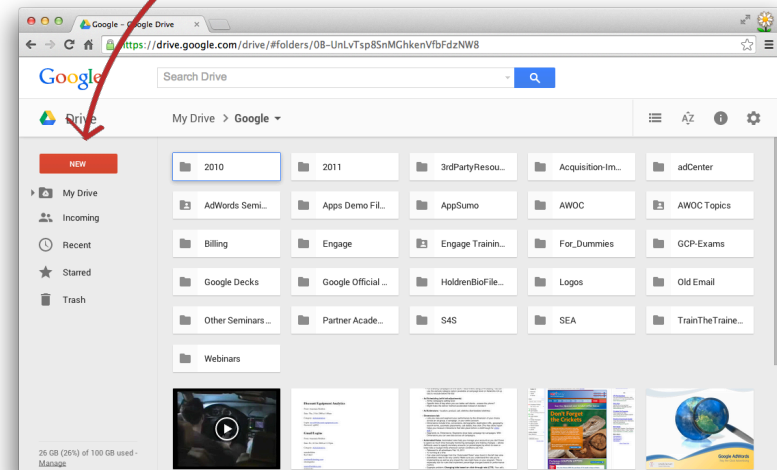 Google – Google Drive
https://drive.google.com/drive/#folders/0B-UnLvTsp8SnMGhkenVfbFdzNW8
Google
Search Drive
Drive
My Drive > Google
AZ
NEW
My Drive
Incoming
Recent
Starred
Trash
2010
2011
3rdPartyResou...
Acquisition-Im...
adCenter
AdWords Semi...
Apps Demo Fil...
AppSumo
AWOC
AWOC Topics
Billing
Engage
Engage Trainin...
For_Dummies
GCP-Exams
Google Decks
Google Official ...
HoldrenBioFile...
Logos
Old Email
Other Seminars...
Partner Acade...
S4S
SEA
TrainTheTraine...
Webinars
Don't Forget
the Crickets
Google AdWords
26 GB (26%) of 100 GB used -
Manage